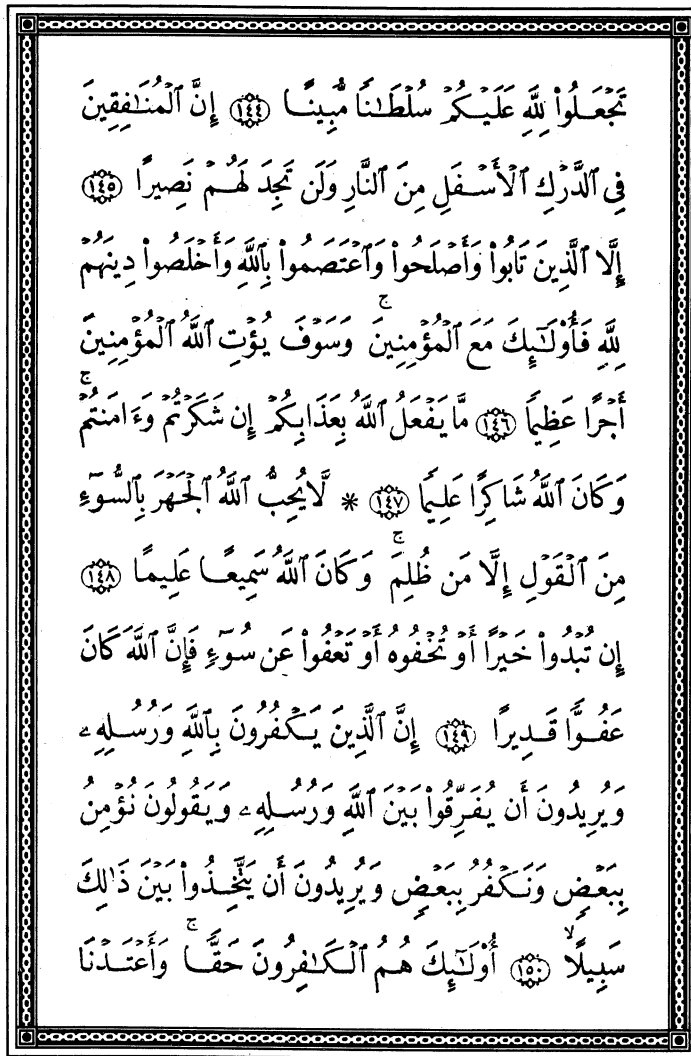 تَجۡعَلُوا۟ لِلَّهِ عَلَيۡكُمۡ سُلۡطَـٰنًا مُّبِينًا ١٤٤ إِنَّ ٱلۡمُنَـٰفِقِينَ
فِى ٱلدَّرۡكِ ٱلۡأَسۡفَلِ مِنَ ٱلنَّارِ وَلَن تَجِدَ لَهُمۡ نَصِيرًا ١٤٥
إِلَّا ٱلَّذِينَ تَابُوا۟ وَأَصۡلَحُوا۟ وَٱعۡتَصَمُوا۟ بِٱللَّهِ وَأَخۡلَصُوا۟ دِينَهُمۡ
لِلَّهِ فَأُو۟لَـٰٓئِكَ مَعَ ٱلۡمُؤۡمِنِينَۚ وَسَوۡفَ يُؤۡتِ ٱللَّهُ ٱلۡمُؤۡمِنِينَ
أَجۡرًا عَظِيمًا ١٤٦ مَّا يَفۡعَلُ ٱللَّهُ بِعَذَابِكُمۡ إِن شَكَرۡتُمۡ وَءَامَنتُمۡۚ
وَكَانَ ٱللَّهُ شَاكِرًا عَلِيمًا ١٤٧ * لَّا يُحِبُّ ٱللَّهُ ٱلۡجَهۡرَ بِٱلسُّوٓءِ
مِنَ ٱلۡقَوۡلِ إِلَّا مَن ظُلِمَۚ وَكَانَ ٱللَّهُ سَمِيعًا عَلِيمًا ١٤٨
إِن تُبۡدُوا۟ خَيۡرًا أَوۡ تُخۡفُوهُ أَوۡ تَعۡفُوا۟ عَن سُوٓءٍ فَإِنَّ ٱللَّهَ كَانَ
عَفُوًّا قَدِيرًا ١٤٩ إِنَّ ٱلَّذِينَ يَكۡفُرُونَ بِٱللَّهِ وَرُسُلِهِۦ
وَيُرِيدُونَ أَن يُفَرِّقُوا۟ بَيۡنَ ٱللَّهِ وَرُسُلِهِۦ وَيَقُولُونَ نُؤۡمِنُ
بِبَعۡضٍ وَنَكۡفُرُ بِبَعۡضٍ وَيُرِيدُونَ أَن يَتَّخِذُوا۟ بَيۡنَ ذَٰلِكَ
سَبِيلًاۙ ١٥٠ أُو۟لَـٰٓئِكَ هُمُ ٱلۡكَـٰفِرُونَ حَقًّاۚ وَأَعۡتَدۡنَا